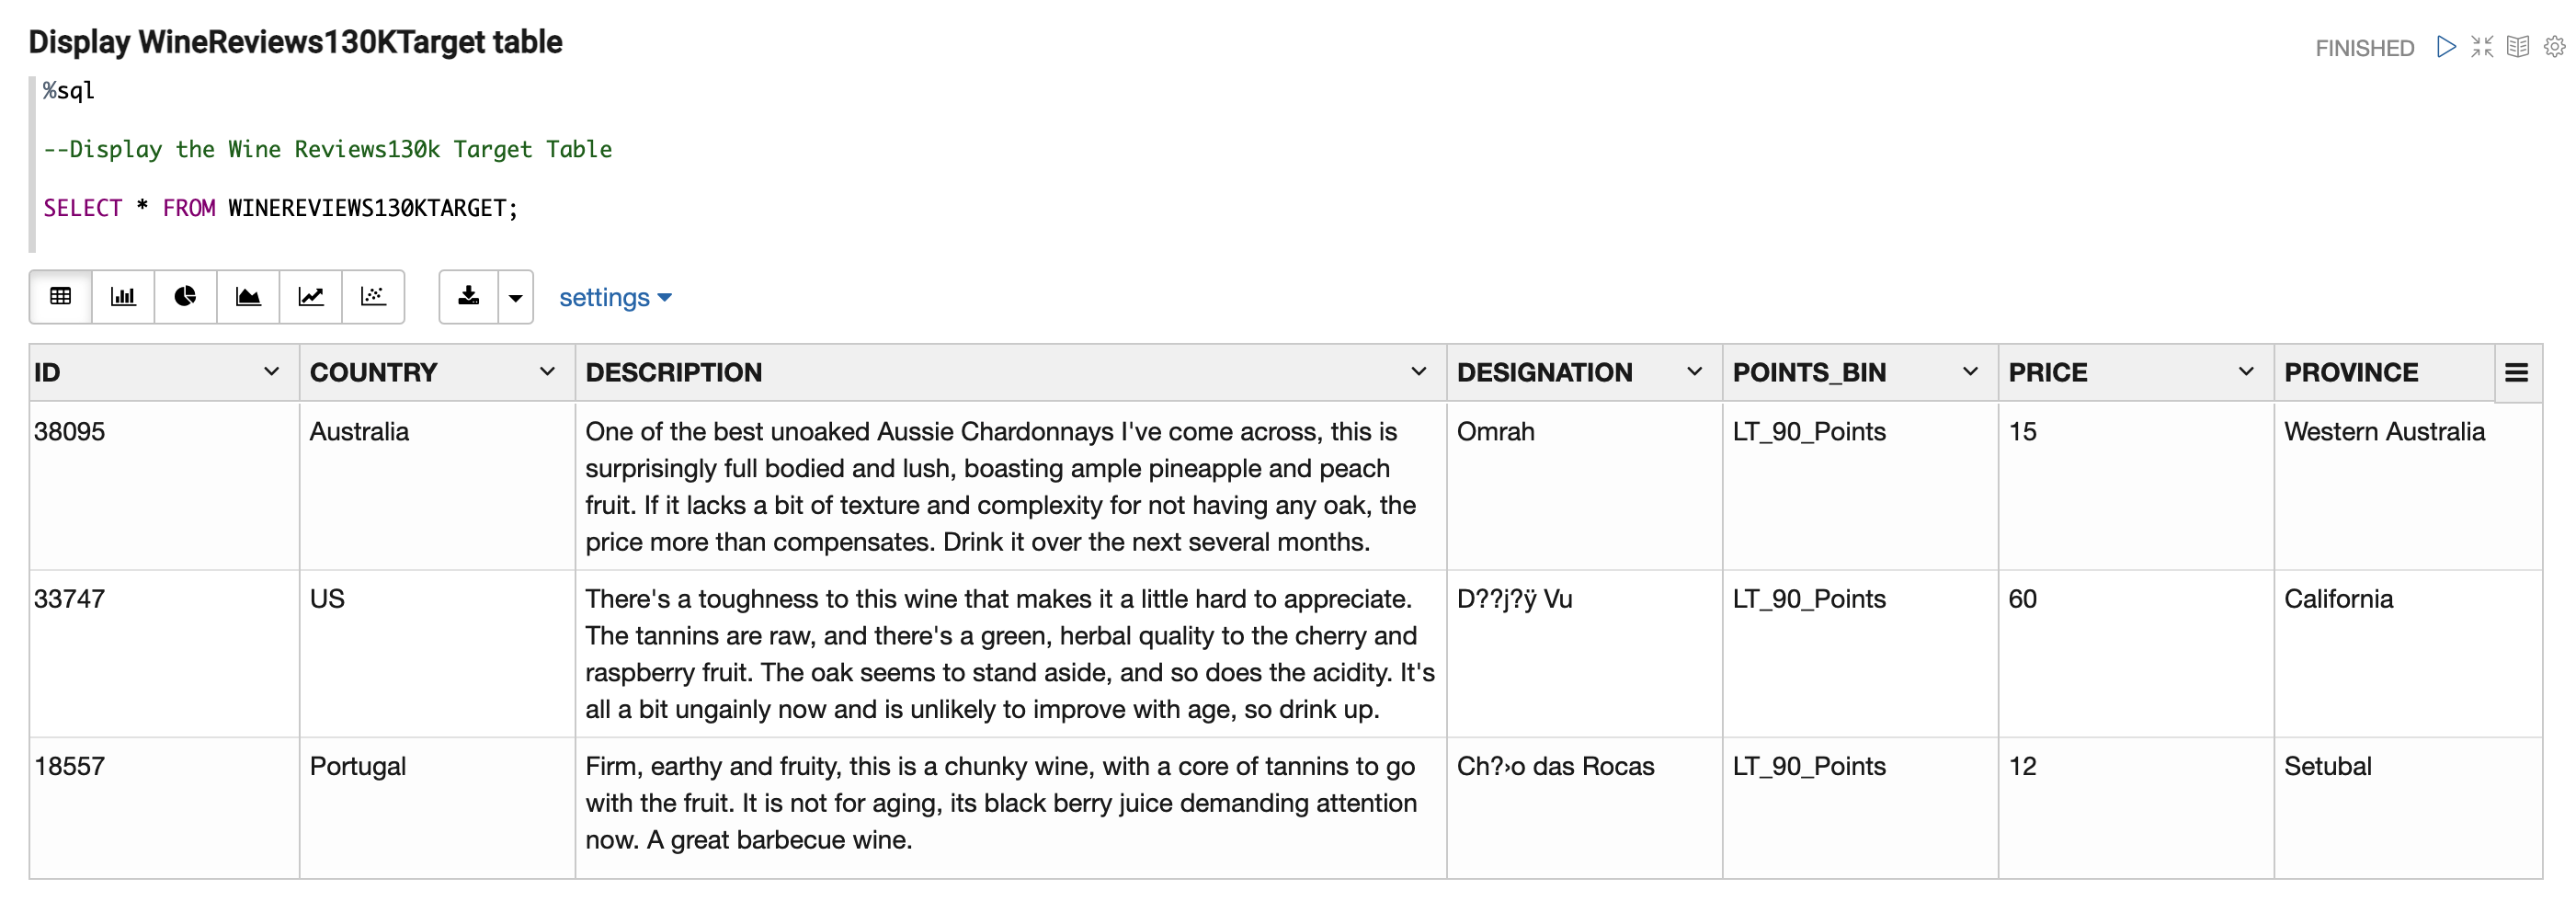 Display WineReviews130KTarget table
FINISHED
%sql
--Display the Wine Reviews130k Target Table
SELECT * FROM WINEREVIEWS130KTARGET;
settings
ID COUNTRY DESCRIPTION DESIGNATION POINTS_BIN PRICE PROVINCE
38095 Australia One of the best unoaked Aussie Chardonnays I've come across, this is Omrah LT_90_Points 15 Western Australia
surprisingly full bodied and lush, boasting ample pineapple and peach
fruit. If it lacks a bit of texture and complexity for not having any oak, the
price more than compensates. Drink it over the next several months.
33747 US There's a toughness to this wine that makes it a little hard to appreciate. D??j?ÿ Vu LT_90_Points 60 California
The tannins are raw, and there's a green, herbal quality to the cherry and
raspberry fruit. The oak seems to stand aside, and so does the acidity. It's
all a bit ungainly now and is unlikely to improve with age, so drink up.
18557 Portugal Firm, earthy and fruity, this is a chunky wine, with a core of tannins to go Ch?›o das Rocas LT_90_Points 12 Setubal
with the fruit. It is not for aging, its black berry juice demanding attention
now. A great barbecue wine.